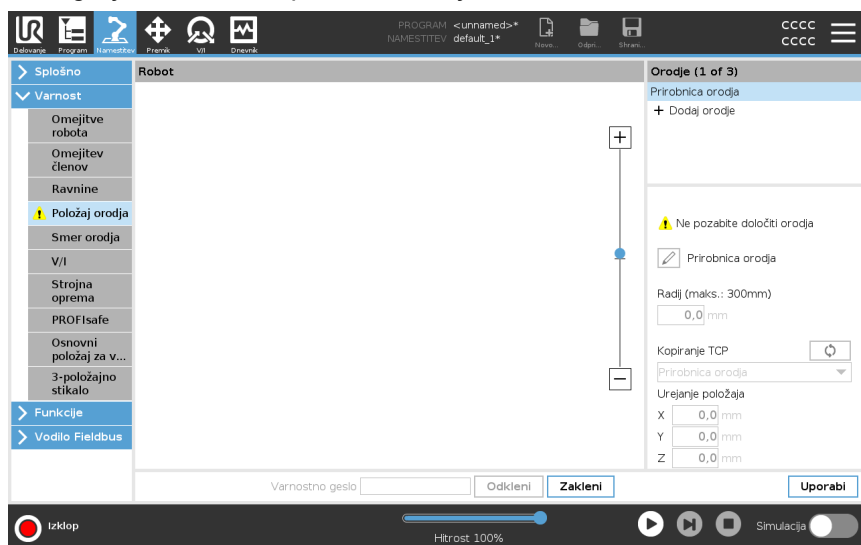 Delovanje
Program
Namestitev
Premik
V/I
Dnevnik
PROGRAM <unnamed>*
NAMESTITEV default_1*
Novo...
Odpri...
Shrani...
cccc
cccc
Splošno
Varnost
Omejitve
robota
Omejitev
členov
Ravnine
Položaj orodja
Smer orodja
V/I
Strojna
oprema
PROFIsafe
Osnovni
položaj za v...
3-položajno
stikalo
Funkcije
Vodilo Fieldbus
Robot
Orodje (1 of 3)
Prirobnica orodja
+ Dodaj orodje
Ne pozabite določiti orodja
Prirobnica orodja
Radij (maks.: 300mm)
0,0 mm
Kopiranje TCP
Prirobnica orodja
Urejanje položaja
X 0,0 mm
Y 0,0 mm
Z 0,0 mm
Varnostno geslo
Odkleni
Zakleni
Uporabi
Izklop
Hitrost 100%
Simulacija